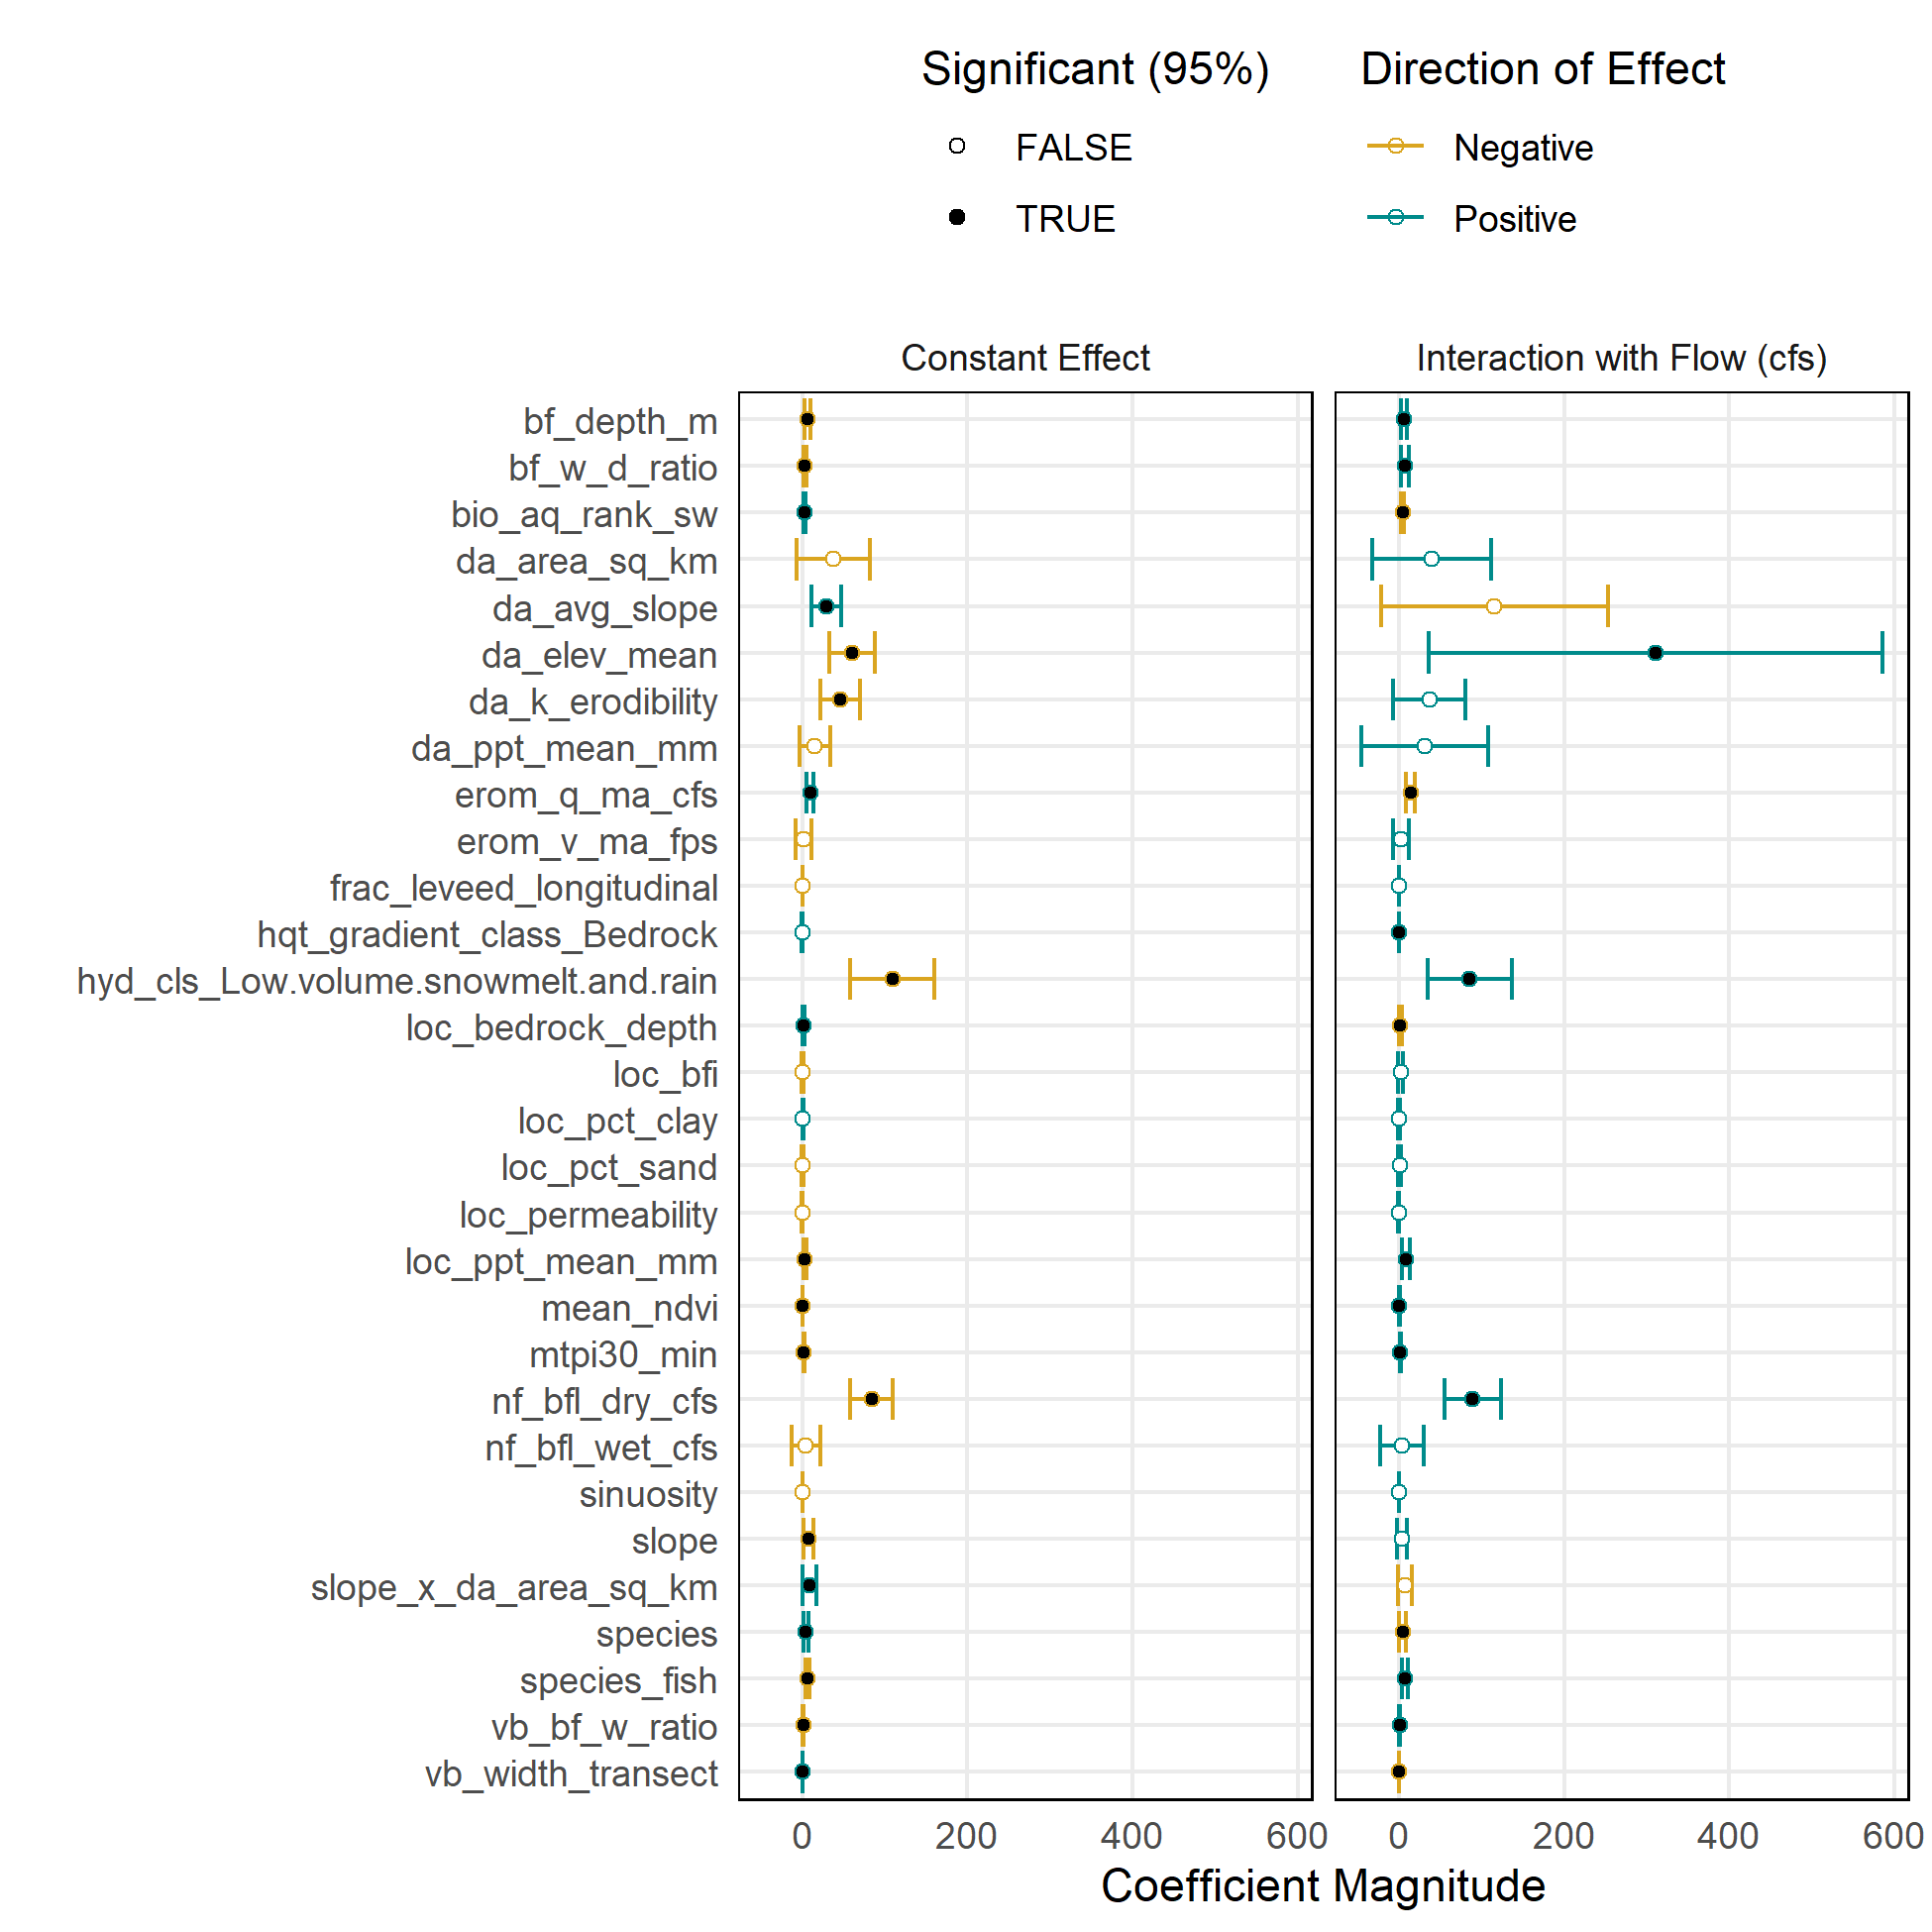 Significant (95%) Direction of Effect
FALSE Negative
TRUE Positive
Constant Effect Interaction with Flow (cfs)
bf_depth_m
bf_w_d_ratio
bio_aq_rank_sw
da_area_sq_km
da_avg_slope
da_elev_mean
da_k_erodibility
da_ppt_mean_mm
erom_q_ma_cfs
erom_v_ma_fps
frac_leveed_longitudinal
hqt_gradient_class_Bedrock
hyd_cls_Low.volume.snowmelt.and.rain
loc_bedrock_depth
loc_bfi
loc_pct_clay
loc_pct_sand
loc_permeability
loc_ppt_mean_mm
mean_ndvi
mtpi30_min
nf_bfl_dry_cfs
nf_bfl_wet_cfs
sinuosity
slope
slope_x_da_area_sq_km
species
species_fish
vb_bf_w_ratio
vb_width_transect
0 200 400 600 0 200 400 600
Coefficient Magnitude